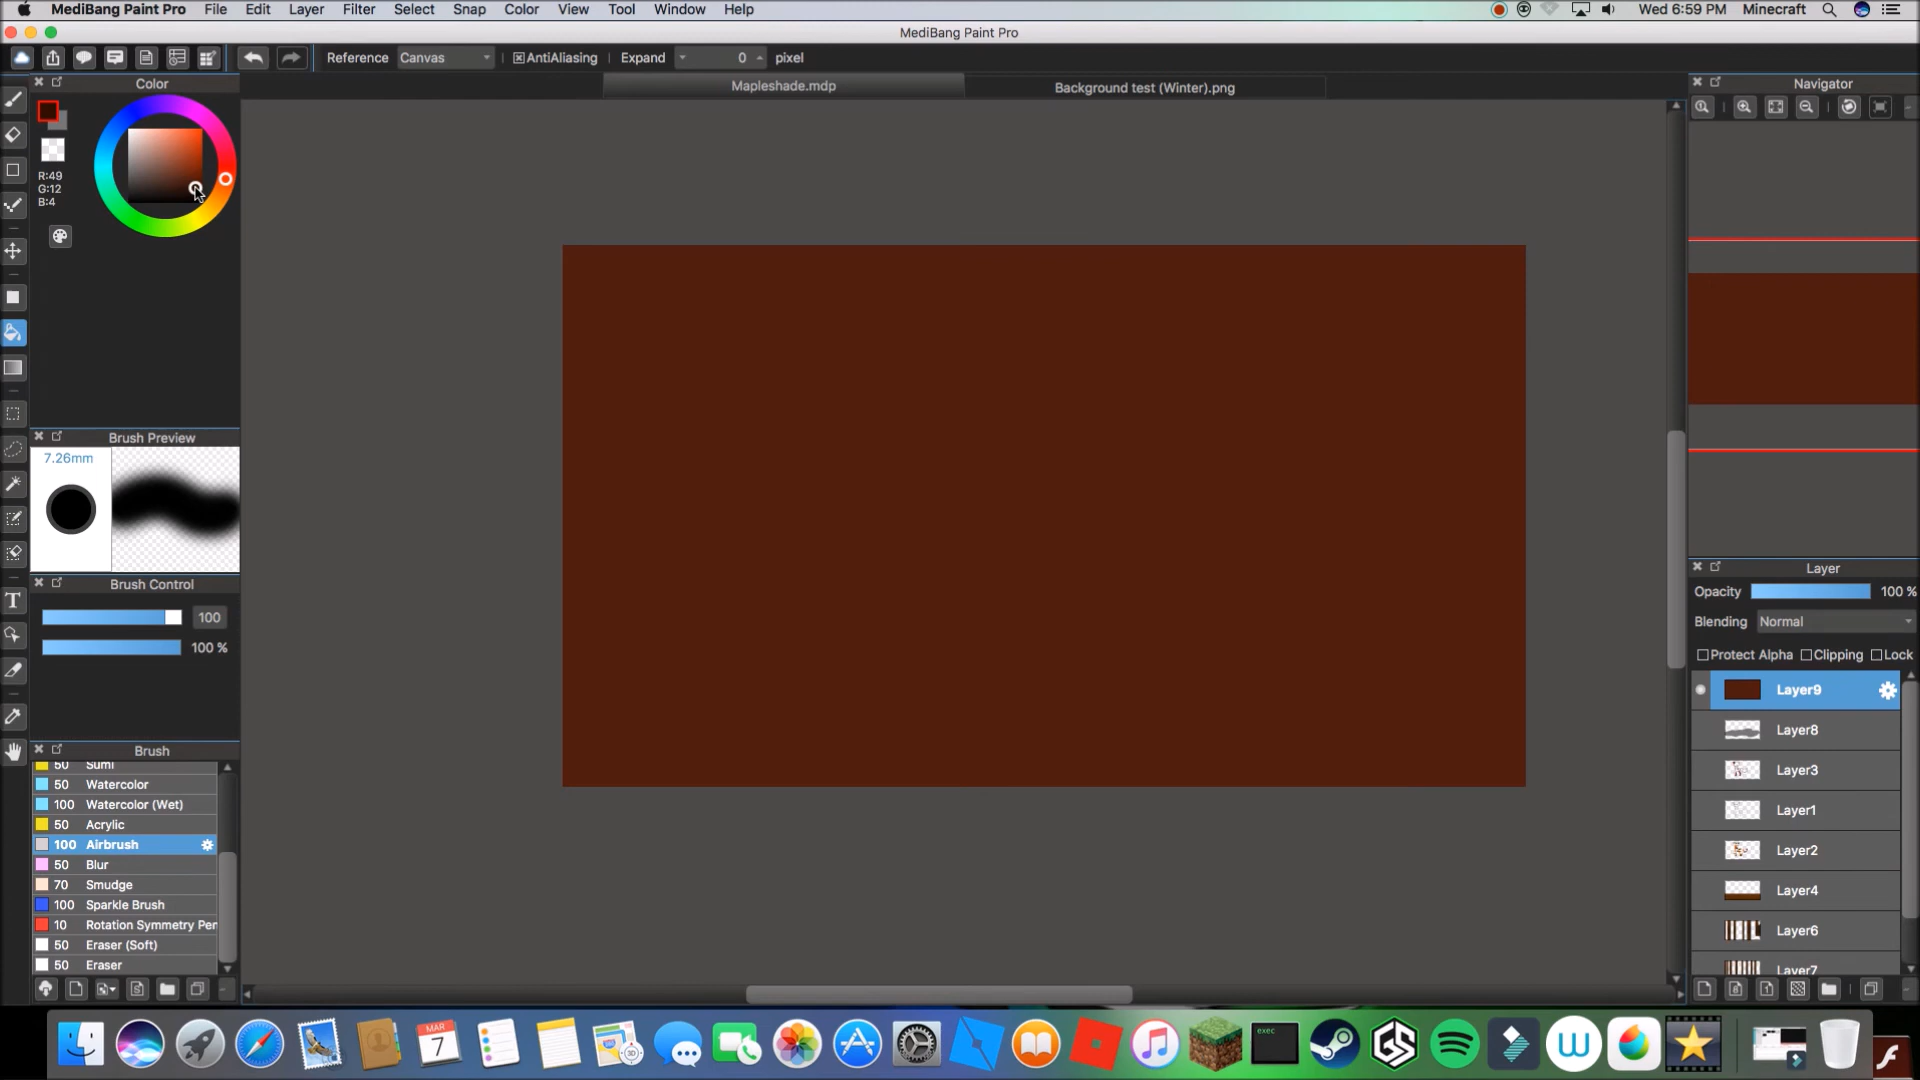 MediBang Paint Pro File Edit Layer Filter Select Snap Color View Tool Window Help Wed 6:59 PM Minecraft
MediBang Paint Pro
Reference Canvas AntiAliasing Expand 0 pixel
Mapleshade.mdp Background test (Winter).png
Color
R:49
G:12
B:4
Brush Preview
7.26mm
Brush Control
100
100 %
Brush
50 Sumi
50 Watercolor
100 Watercolor (Wet)
50 Acrylic
100 Airbrush
50 Blur
70 Smudge
100 Sparkle Brush
10 Rotation Symmetry Pen
50 Eraser (Soft)
50 Eraser
Navigator
Layer
Opacity 100 %
Blending Normal
Protect Alpha Clipping Lock
Layer9
Layer8
Layer3
Layer1
Layer2
Layer4
Layer6
Layer7
MAR
7
3D
exec